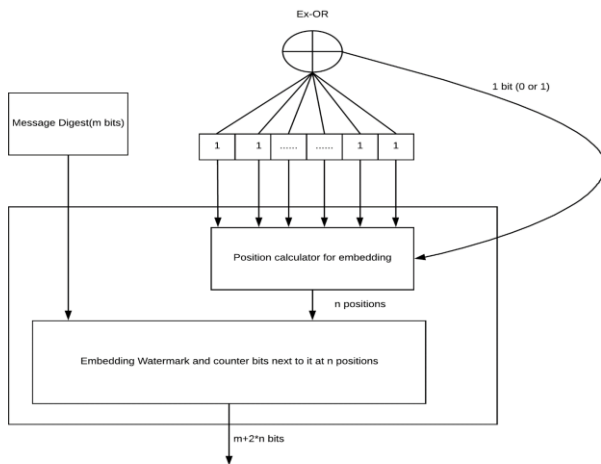 Ex-OR
1 bit (0 or 1)
Message Digest(m bits)
1 1 ...... ...... 1 1
Position calculator for embedding
n positions
Embedding Watermark and counter bits next to it at n positions
m+2*n bits